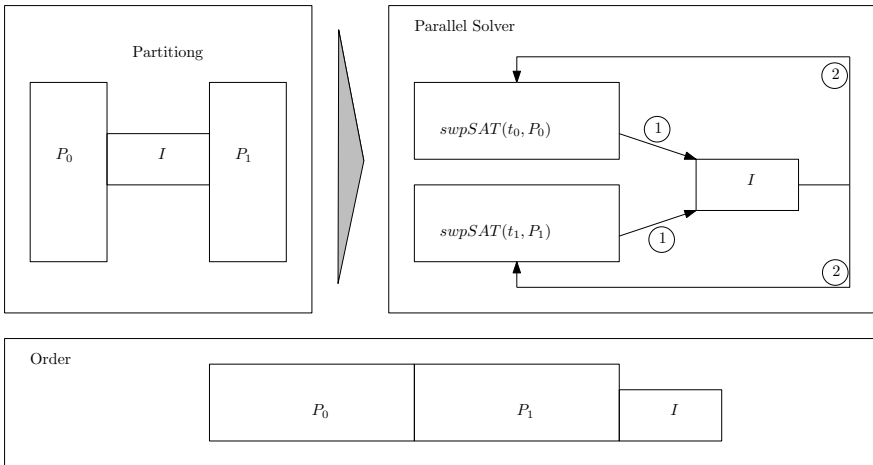 Partitiong
P₀
I
P₁
Parallel Solver
swpSAT(t₀, P₀)
swpSAT(t₁, P₁)
1
1
I
2
2
Order
P₀
P₁
I